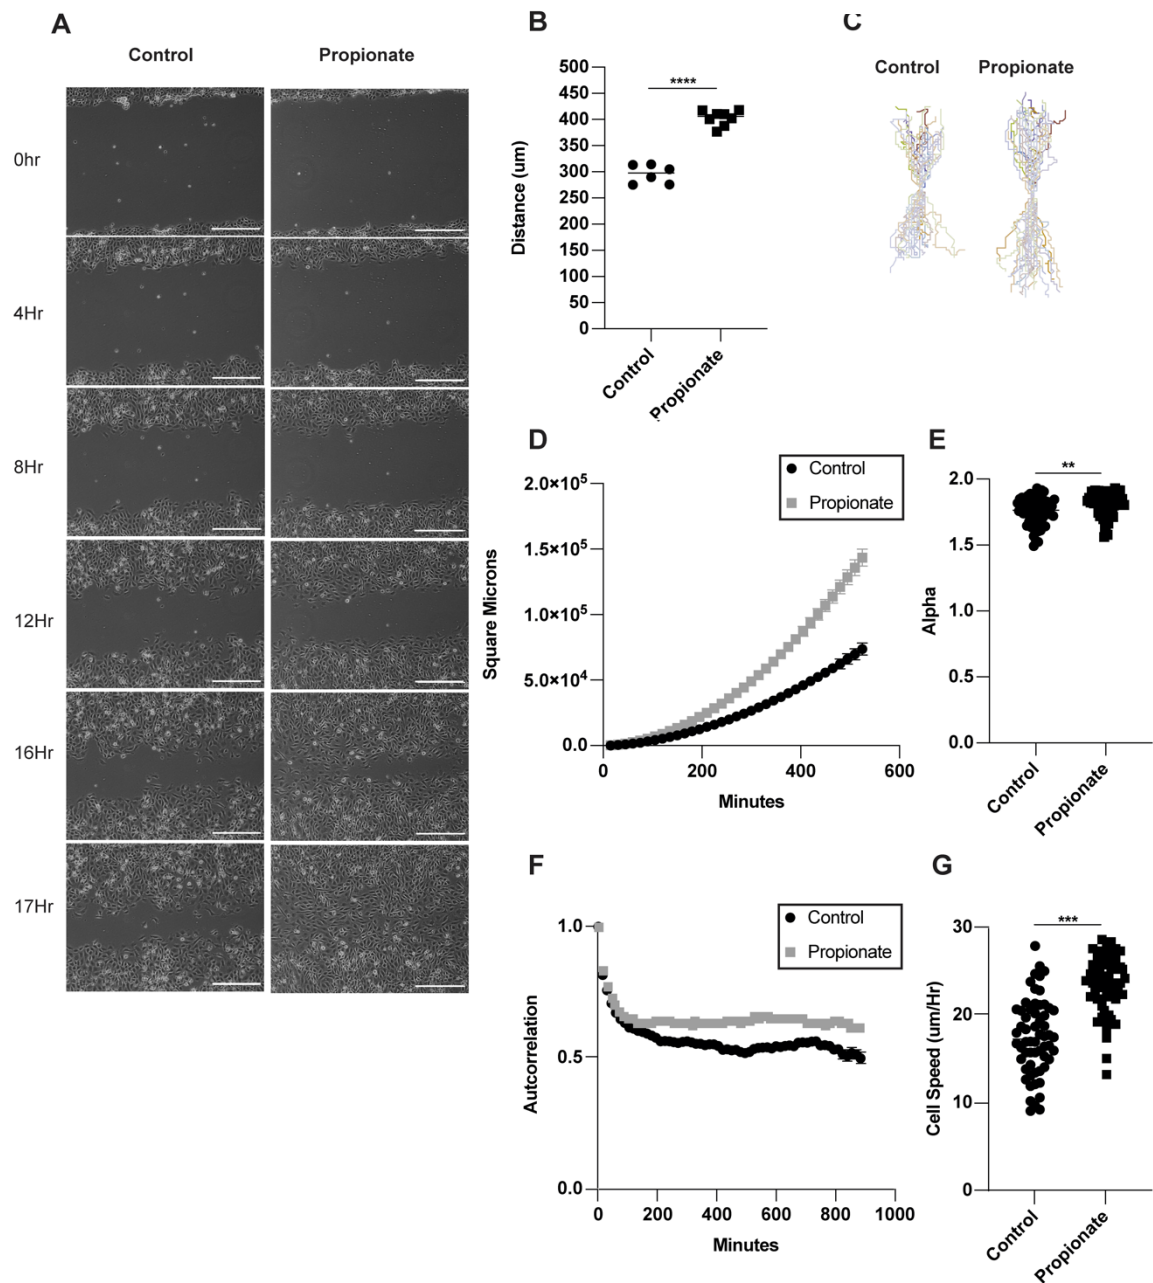 A
Control
Propionate
0hr
4Hr
8Hr
12Hr
16Hr
17Hr
B
500
450
400
350
300
250
200
150
100
50
0
Distance (um)
****
Control
Propionate
C
Control
Propionate
D
Control
Propionate
2.0×10⁵
1.5×10⁵
1.0×10⁵
5.0×10⁴
0.0
Square Microns
0
200
400
600
Minutes
E
2.0
1.5
1.0
0.5
0.0
Alpha
**
Control
Propionate
F
Control
Propionate
1.0
0.5
0.0
Autcorrelation
0
200
400
600
800
1000
Minutes
G
30
20
10
0
Cell Speed (um/Hr)
***
Control
Propionate